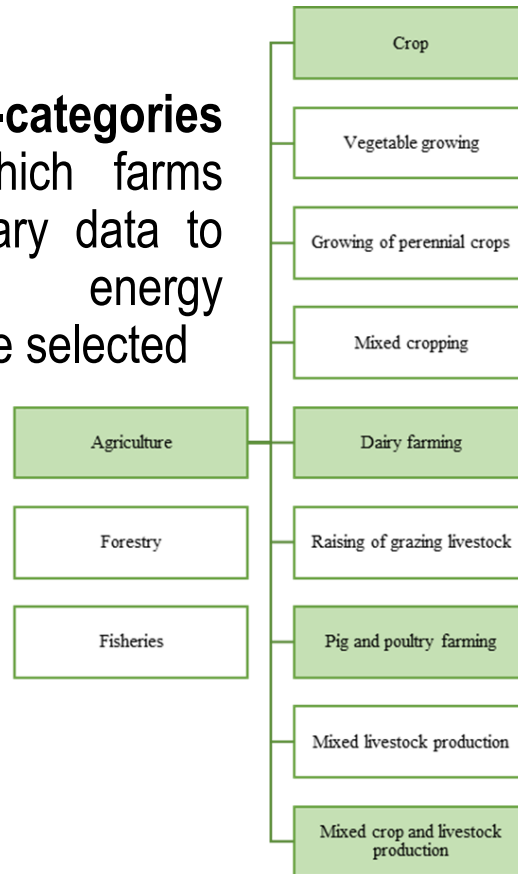 -categories
hich farms
ary data to
energy
e selected
Agriculture
Forestry
Fisheries
Crop
Vegetable growing
Growing of perennial crops
Mixed cropping
Dairy farming
Raising of grazing livestock
Pig and poultry farming
Mixed livestock production
Mixed crop and livestock
production